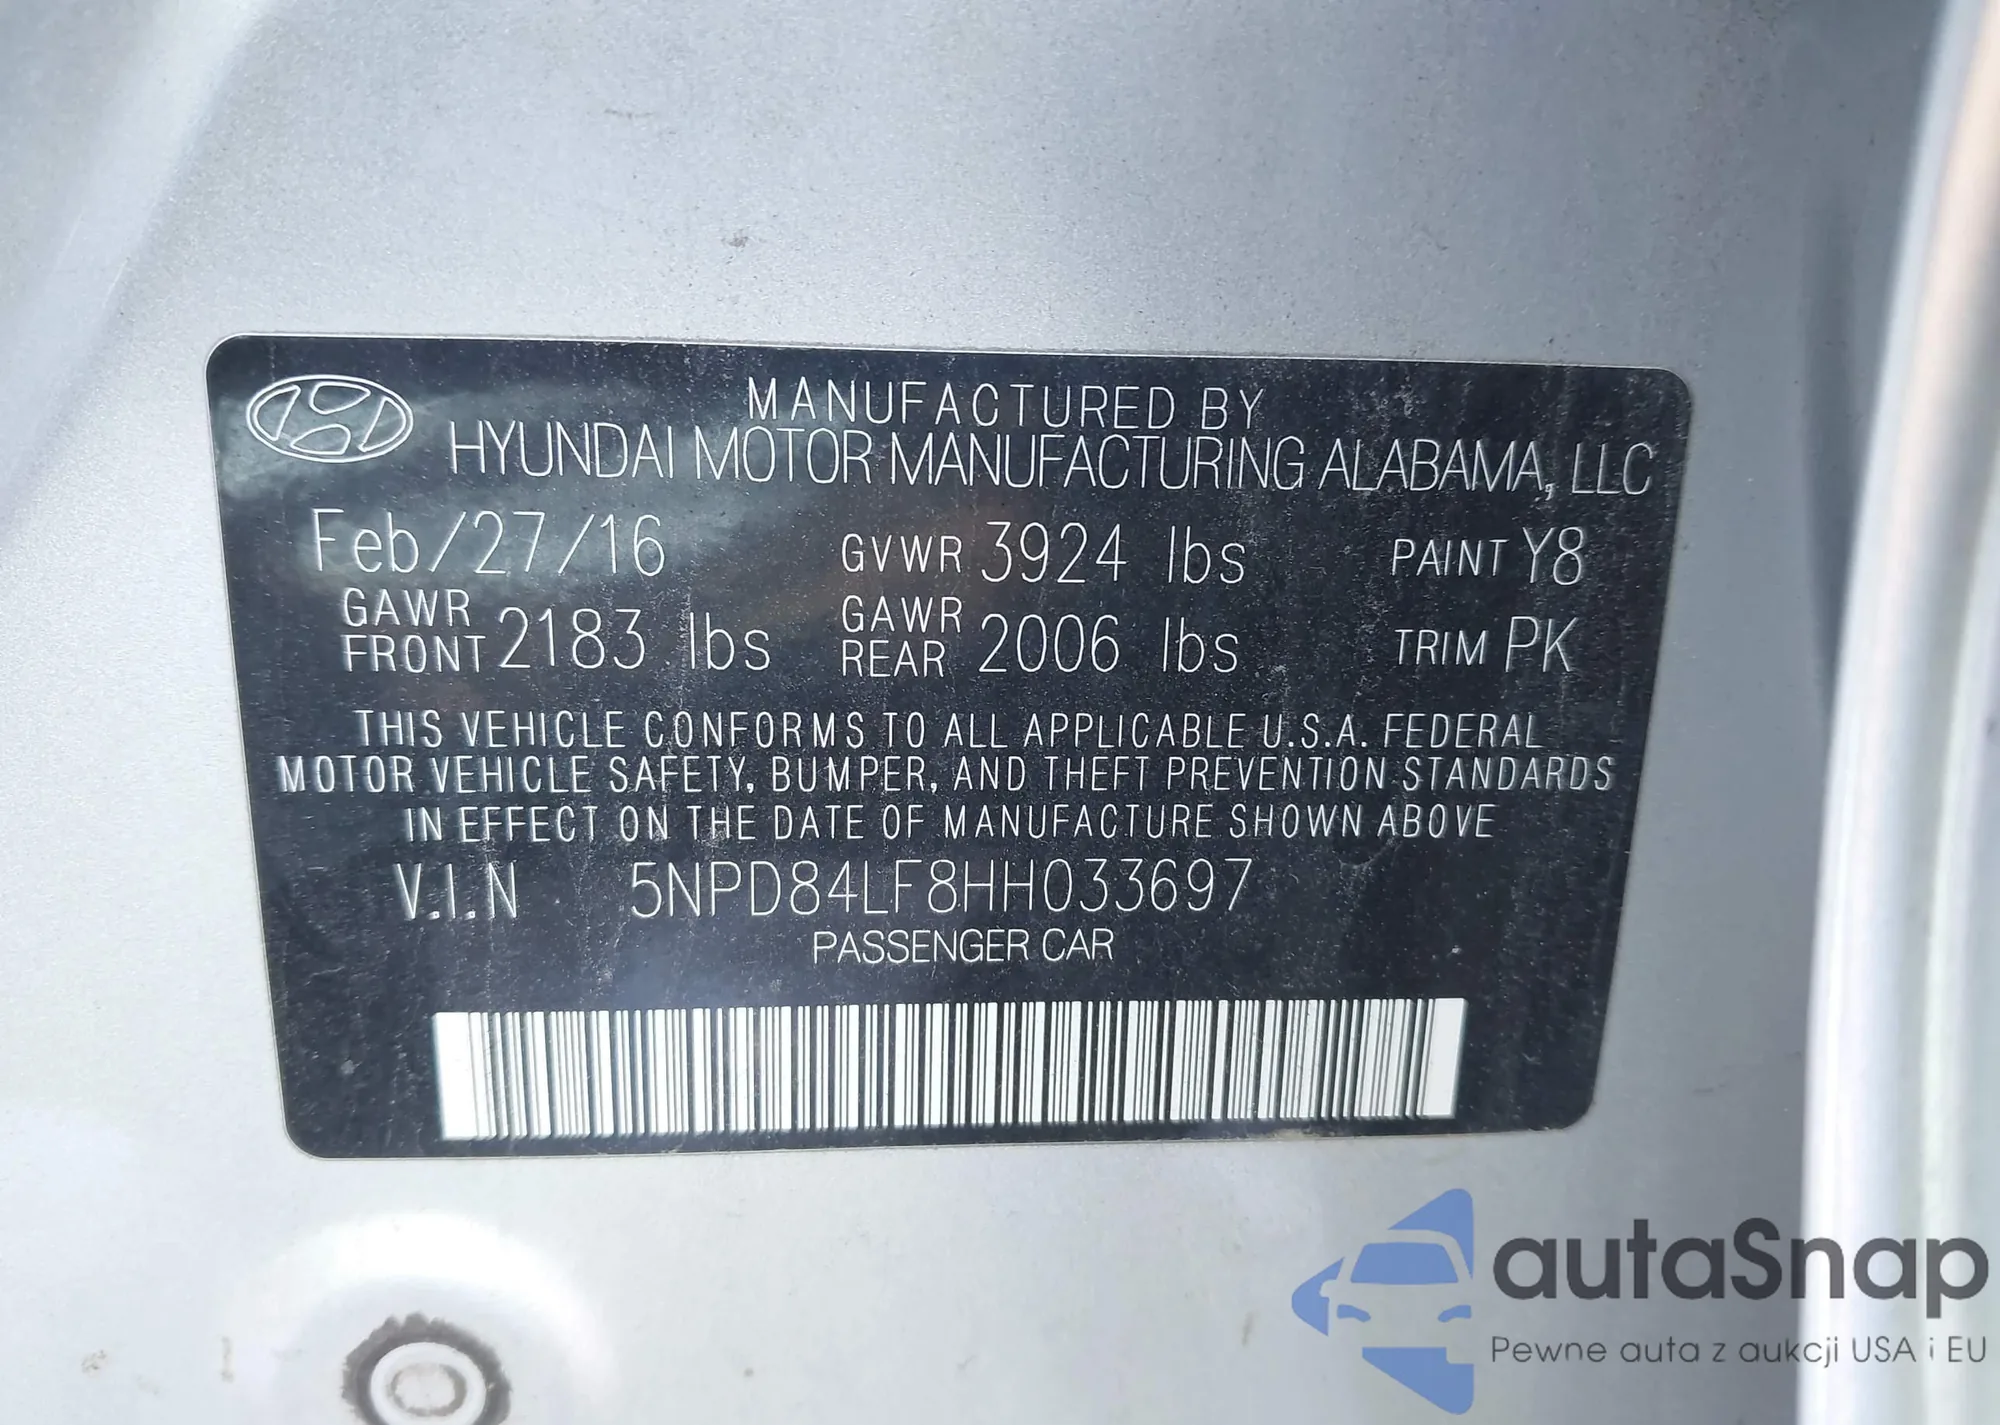 MANUFACTURED BY
HYUNDAI MOTOR MANUFACTURING ALABAMA, LLC
Feb/27/16 GVWR 3924 lbs PAINT Y8
GAWR FRONT 2183 lbs GAWR REAR 2006 lbs TRIM PK
THIS VEHICLE CONFORMS TO ALL APPLICABLE U.S.A. FEDERAL
MOTOR VEHICLE SAFETY, BUMPER, AND THEFT PREVENTION STANDARDS
IN EFFECT ON THE DATE OF MANUFACTURE SHOWN ABOVE
V.I.N 5NPD84LF8HH033697
PASSENGER CAR
autaSnap
Pewne auta z aukcji USA i EU